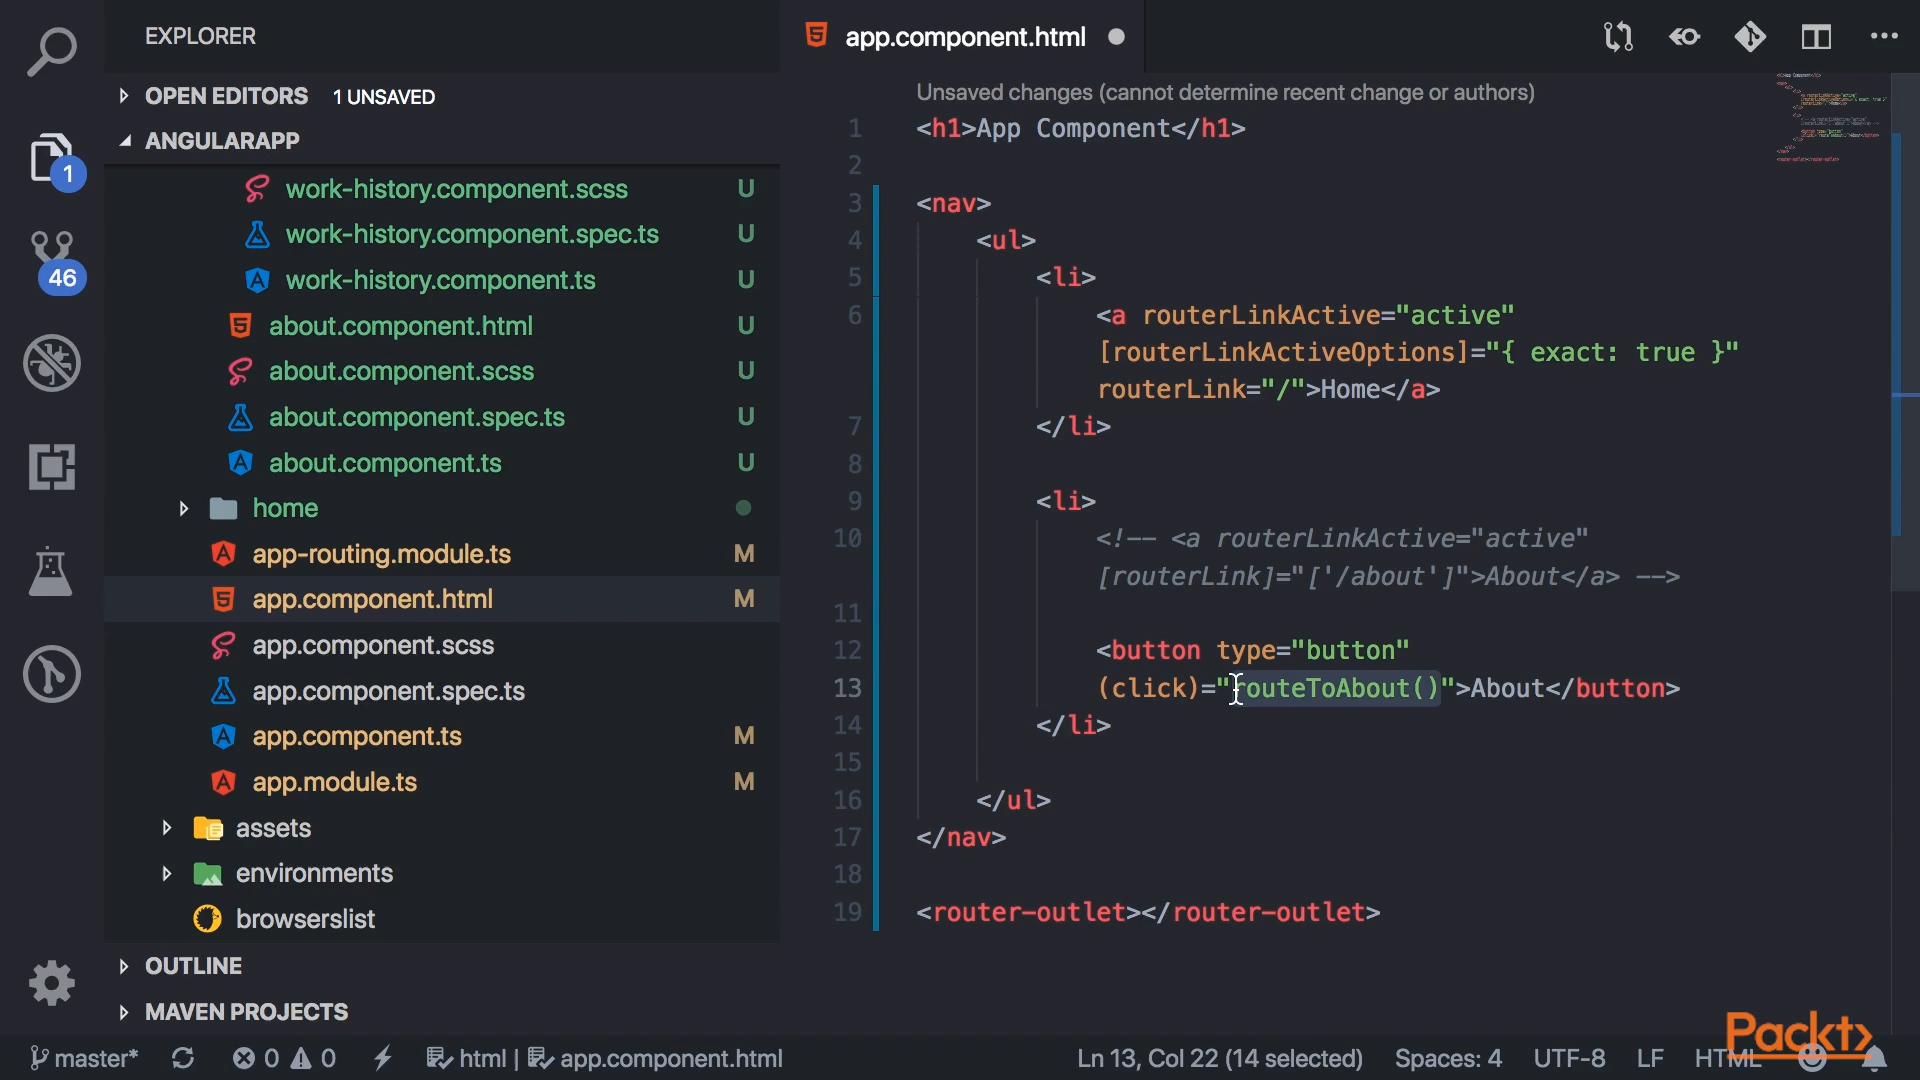 EXPLORER
OPEN EDITORS 1 UNSAVED
ANGULARAPP
work-history.component.scss U
work-history.component.spec.ts U
work-history.component.ts U
about.component.html U
about.component.scss U
about.component.spec.ts U
about.component.ts U
home
app-routing.module.ts M
app.component.html M
app.component.scss
app.component.spec.ts
app.component.ts M
app.module.ts M
assets
environments
browserslist
OUTLINE
MAVEN PROJECTS
1
46
app.component.html
Unsaved changes (cannot determine recent change or authors)
1 <h1>App Component</h1>
2
3 <nav>
4 <ul>
5 <li>
6 <a routerLinkActive="active"
[routerLinkActiveOptions]="{ exact: true }"
routerLink="/">Home</a>
7 </li>
8
9 <li>
10 <!-- <a routerLinkActive="active"
[routerLink]="['/about']">About</a> -->
11
12 <button type="button"
13 (click)="routeToAbout()">About</button>
14 </li>
15
16 </ul>
17 </nav>
18
19 <router-outlet></router-outlet>
Packt>
master* 0 0 html | app.component.html Ln 13, Col 22 (14 selected) Spaces: 4 UTF-8 LF HTML